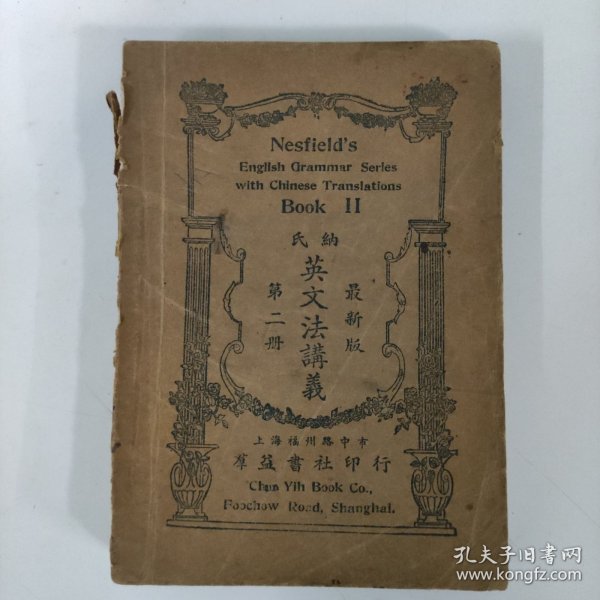 Nesfield's
English Grammar Series
with Chinese Translations
Book II
氏納
英文法講義
最新版
第二册
上海福州路中市
羣益書社印行
Chun Yih Book Co.,
Foochow Road, Shanghai.
孔夫子旧书网
www.kongfz.com